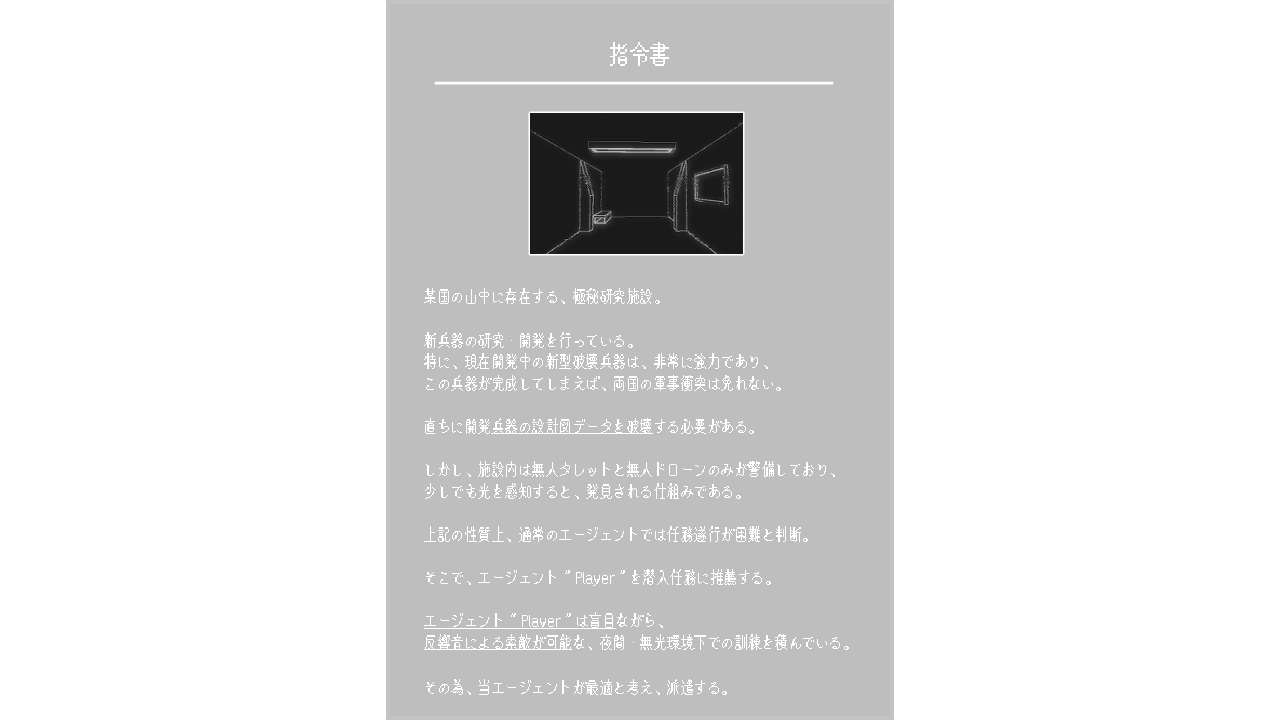 指令書
某国の山中に存在する、極秘研究施設。
新兵器の研究・開発を行っている。
特に、現在開発中の新型破壊兵器は、非常に強力であり、
この兵器が完成してしまえば、両国の軍事衝突は免れない。
直ちに開発兵器の設計図データを破壊する必要がある。
しかし、施設内は無人タレットと無人ドローンのみが警備しており、
少しでも光を感知すると、発見される仕組みである。
上記の性質上、通常のエージェントでは任務遂行が困難と判断。
そこで、エージェント “ Player ” を潜入任務に推薦する。
エージェント “ Player ” は盲目ながら、
反響音による索敵が可能な、夜間・無光環境下での訓練を積んでいる。
その為、当エージェントが最適と考え、派遣する。